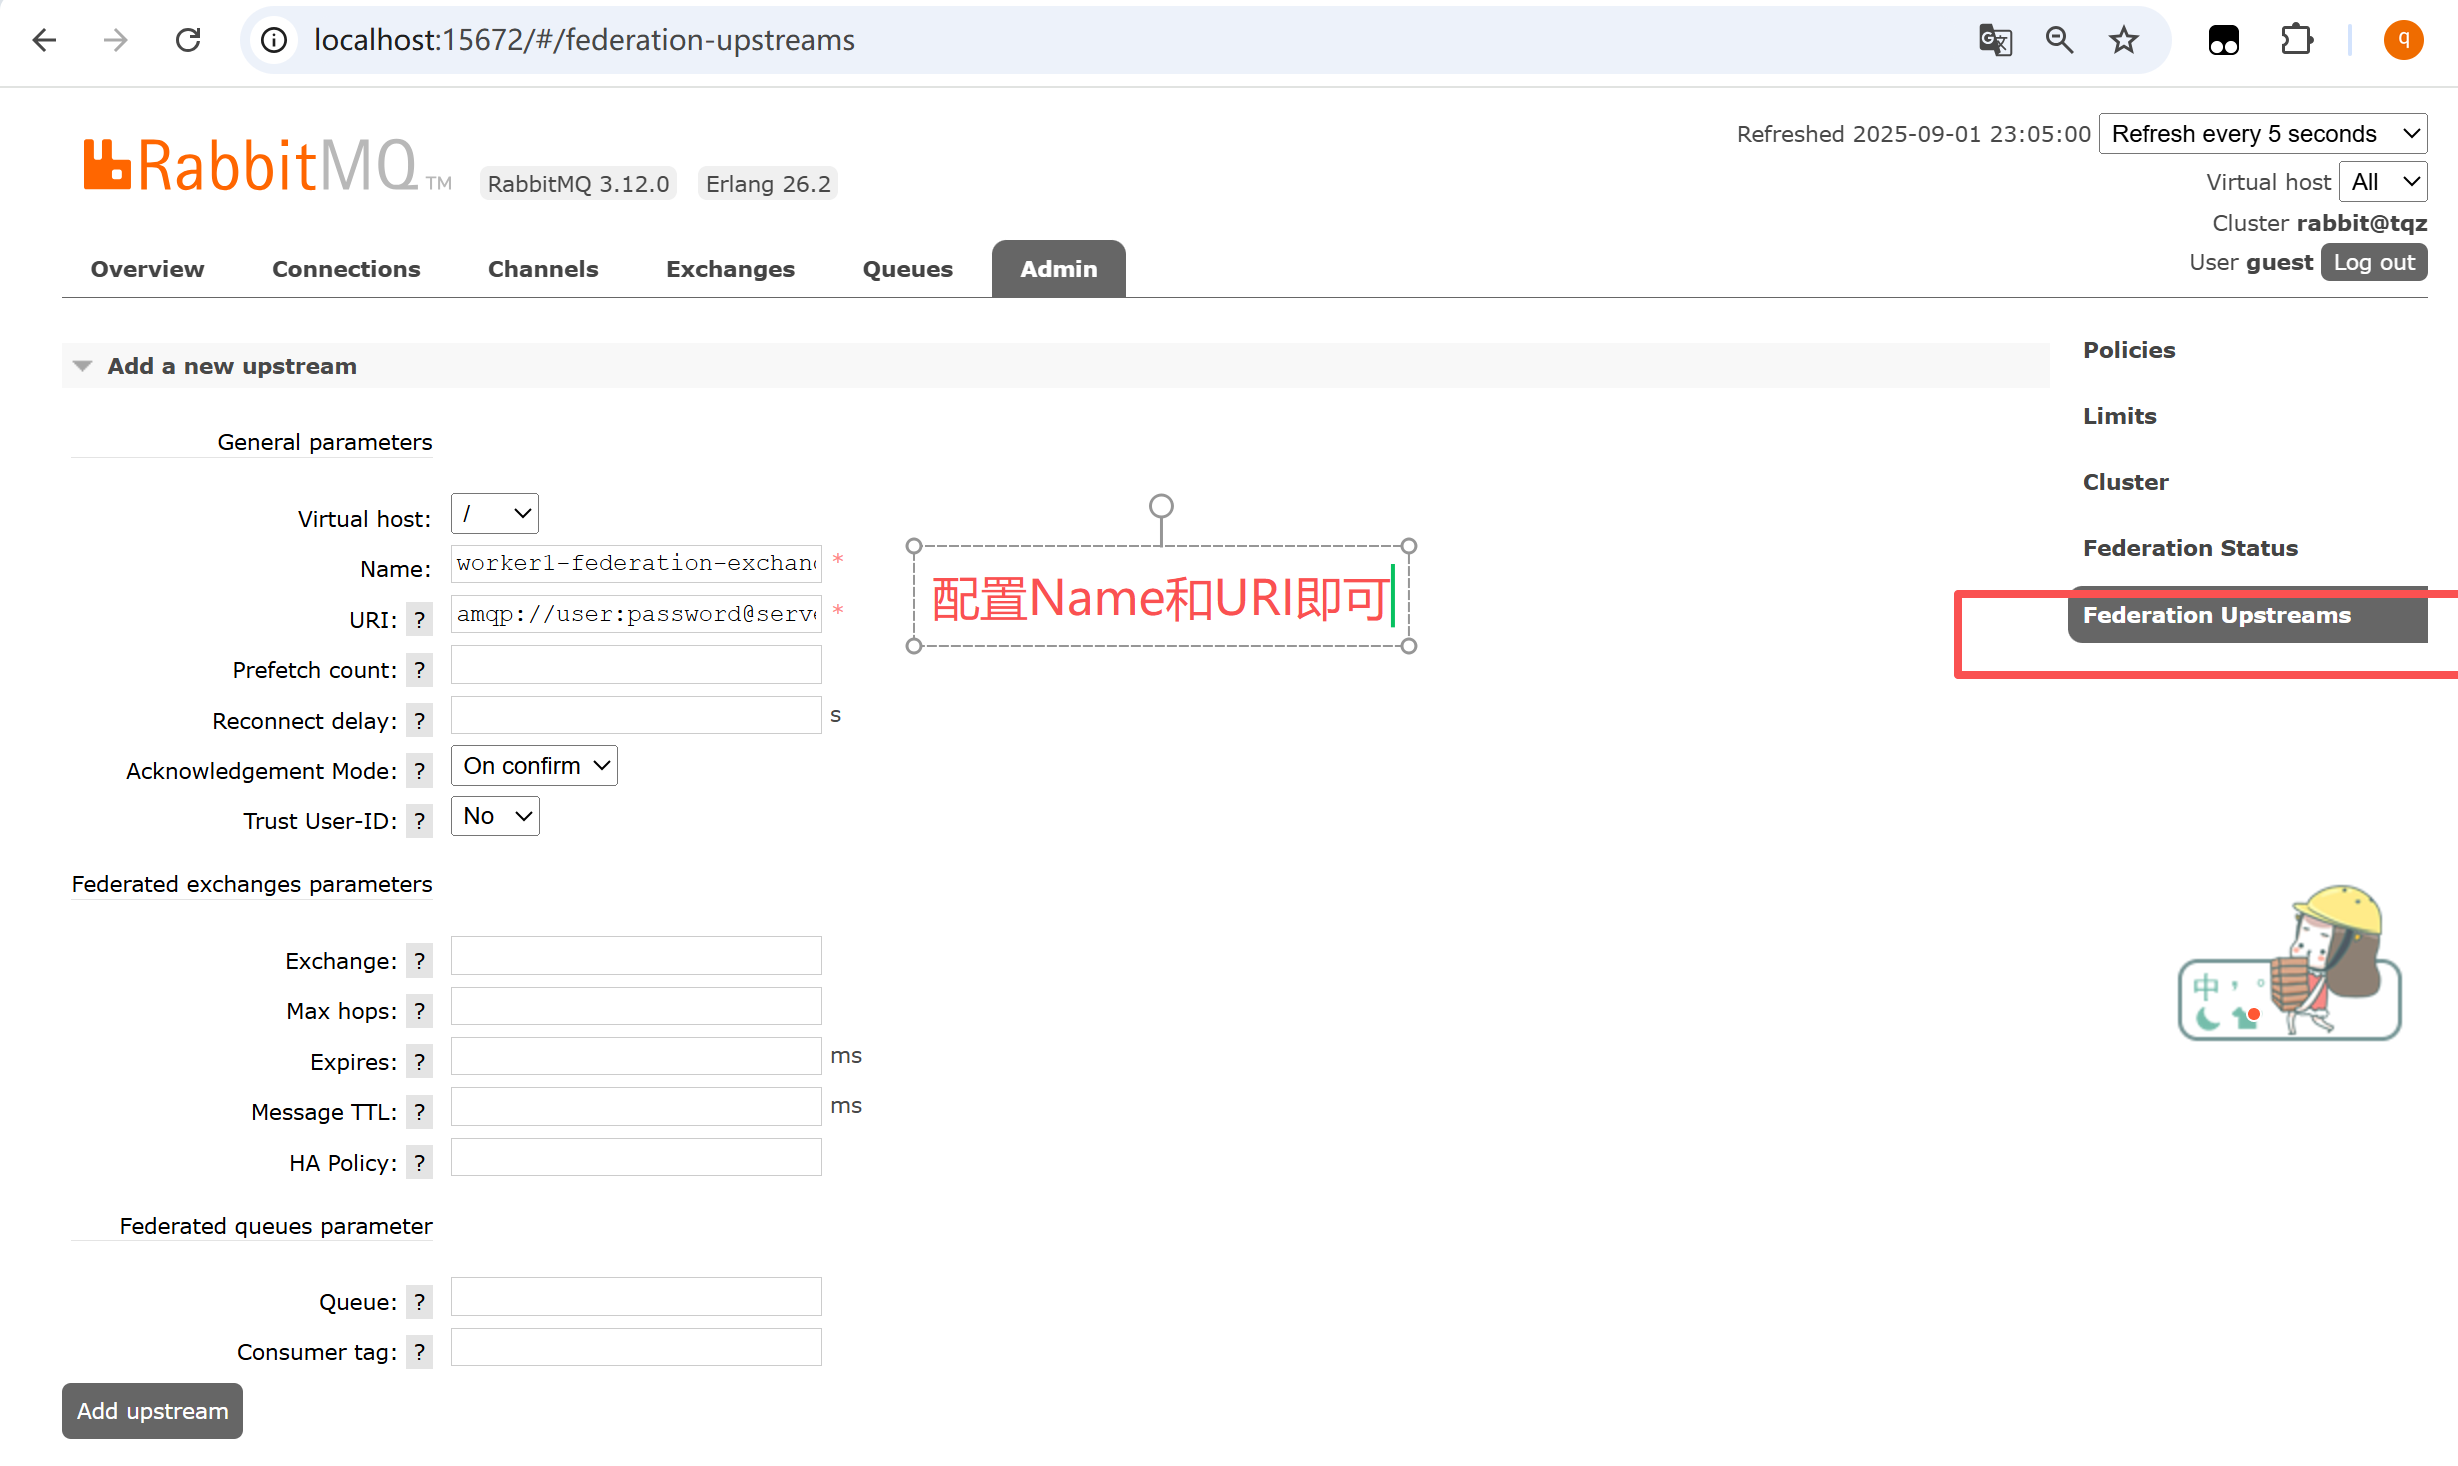 localhost:15672/#/federation-upstreams
q
RabbitMQ TM
RabbitMQ 3.12.0
Erlang 26.2
Refreshed 2025-09-01 23:05:00
Refresh every 5 seconds
Virtual host All
Cluster rabbit@tqz
User guest Log out
Overview
Connections
Channels
Exchanges
Queues
Admin
Add a new upstream
General parameters
Virtual host: /
Name: worker1-federation-exchan *
URI: ? amqp://user:password@serve *
Prefetch count: ?
Reconnect delay: ? s
Acknowledgement Mode: ? On confirm
Trust User-ID: ? No
Federated exchanges parameters
Exchange: ?
Max hops: ?
Expires: ? ms
Message TTL: ? ms
HA Policy: ?
Federated queues parameter
Queue: ?
Consumer tag: ?
Add upstream
配置Name和URI即可
Policies
Limits
Cluster
Federation Status
Federation Upstreams
中 ，。